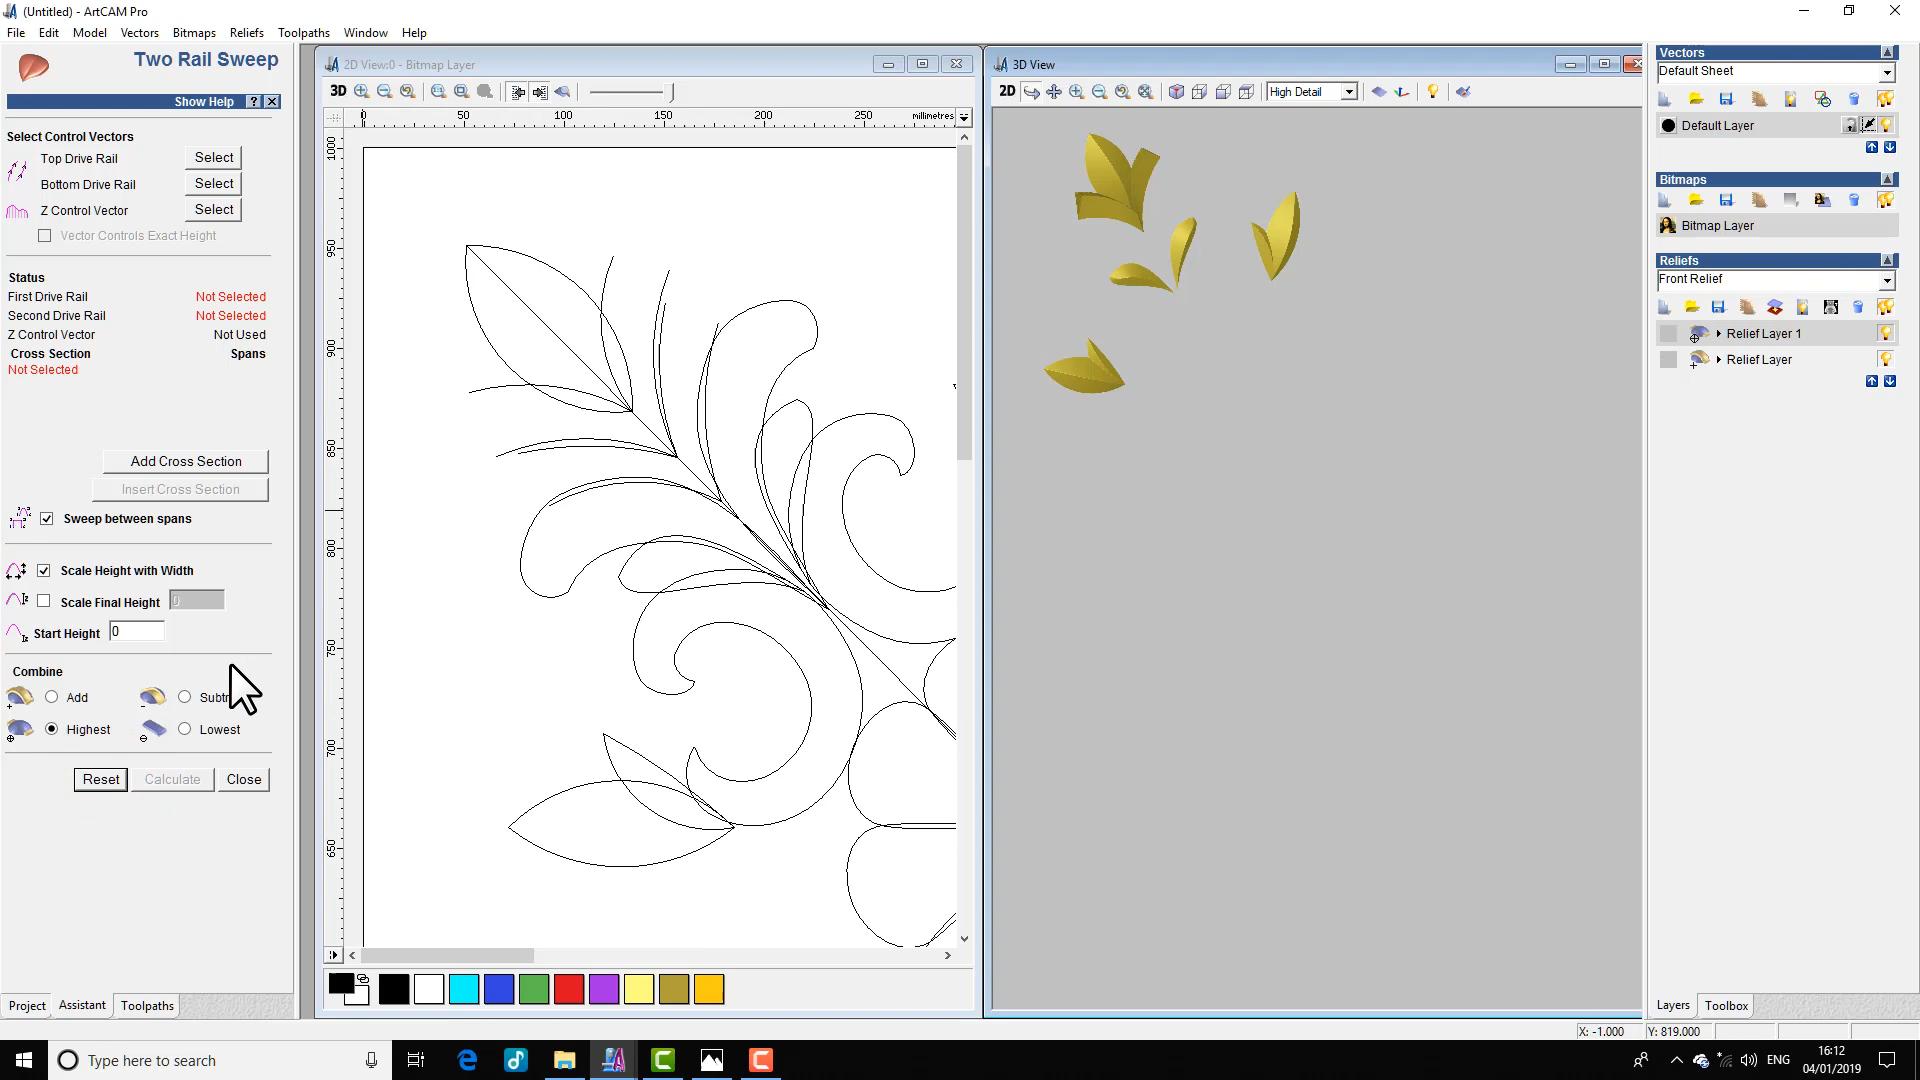 (Untitled) - ArtCAM Pro
File Edit Model Vectors Bitmaps Reliefs Toolpaths Window Help
Two Rail Sweep
Show Help ?
Select Control Vectors
Top Drive Rail Select
Bottom Drive Rail Select
Z Control Vector Select
Vector Controls Exact Height
Status
First Drive Rail Not Selected
Second Drive Rail Not Selected
Z Control Vector Not Used
Cross Section Spans
Not Selected
Add Cross Section
Insert Cross Section
Sweep between spans
Scale Height with Width
Scale Final Height 0
Start Height 0
Combine
Add
Highest Lowest
Reset Calculate Close
Project Assistant Toolpaths
2D View:0 - Bitmap Layer
3D
0 50 100 150 200 250 millimetres
1000
950
900
850
800
750
700
650
3D View
2D High Detail
Vectors
Default Sheet
Default Layer
Bitmaps
Bitmap Layer
Reliefs
Front Relief
Relief Layer 1
Relief Layer
Layers Toolbox
X: -1.000 Y: 819.000
Type here to search
ENG
16:12
04/01/2019